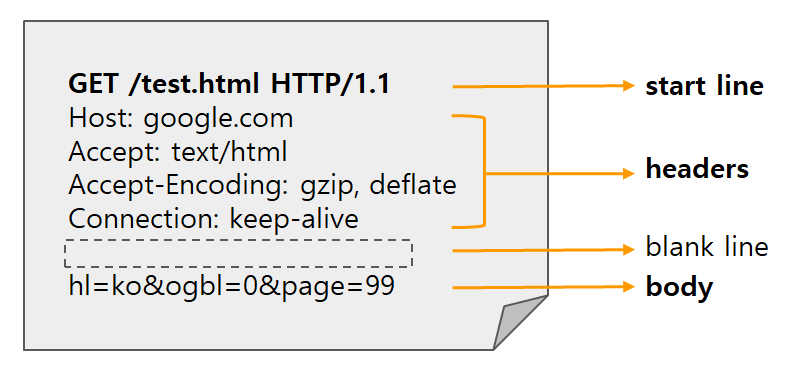 GET /test.html HTTP/1.1
start line
Host: google.com
Accept: text/html
Accept-Encoding: gzip, deflate
Connection: keep-alive
headers
blank line
hl=ko&ogbl=0&page=99
body